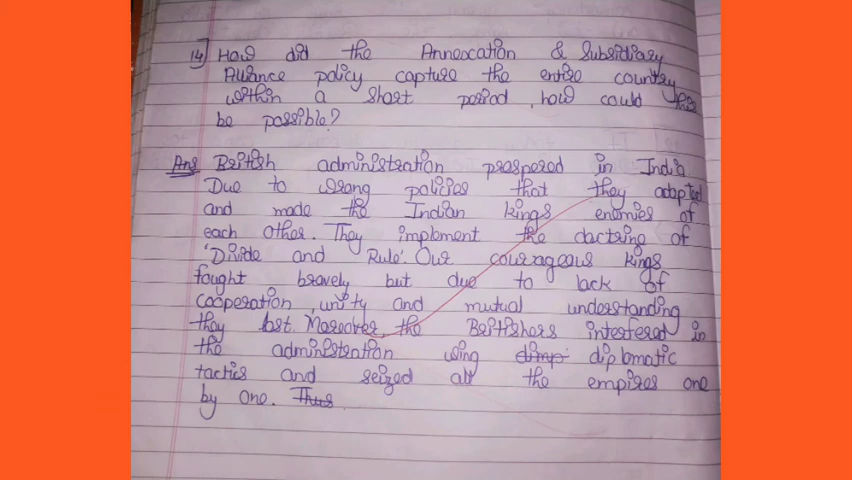 14] How did the Annexcation & Subsidiary
Alliance policy capture the entire country
within a short period, how could this
be possible?
Ans British administration prospered in India
Due to wrong policies that they adopted
and made the Indian kings enemies of
each other. They implement the doctrine of
'Divide and Rule'. Our courageous kings
fought bravely but due to lack of
cooperation, unity and mutual understanding
they lost. Moreover, the Britishers interfered in
the administration using dimp diplomatic
tactics and seized all the empires one
by one. Thus